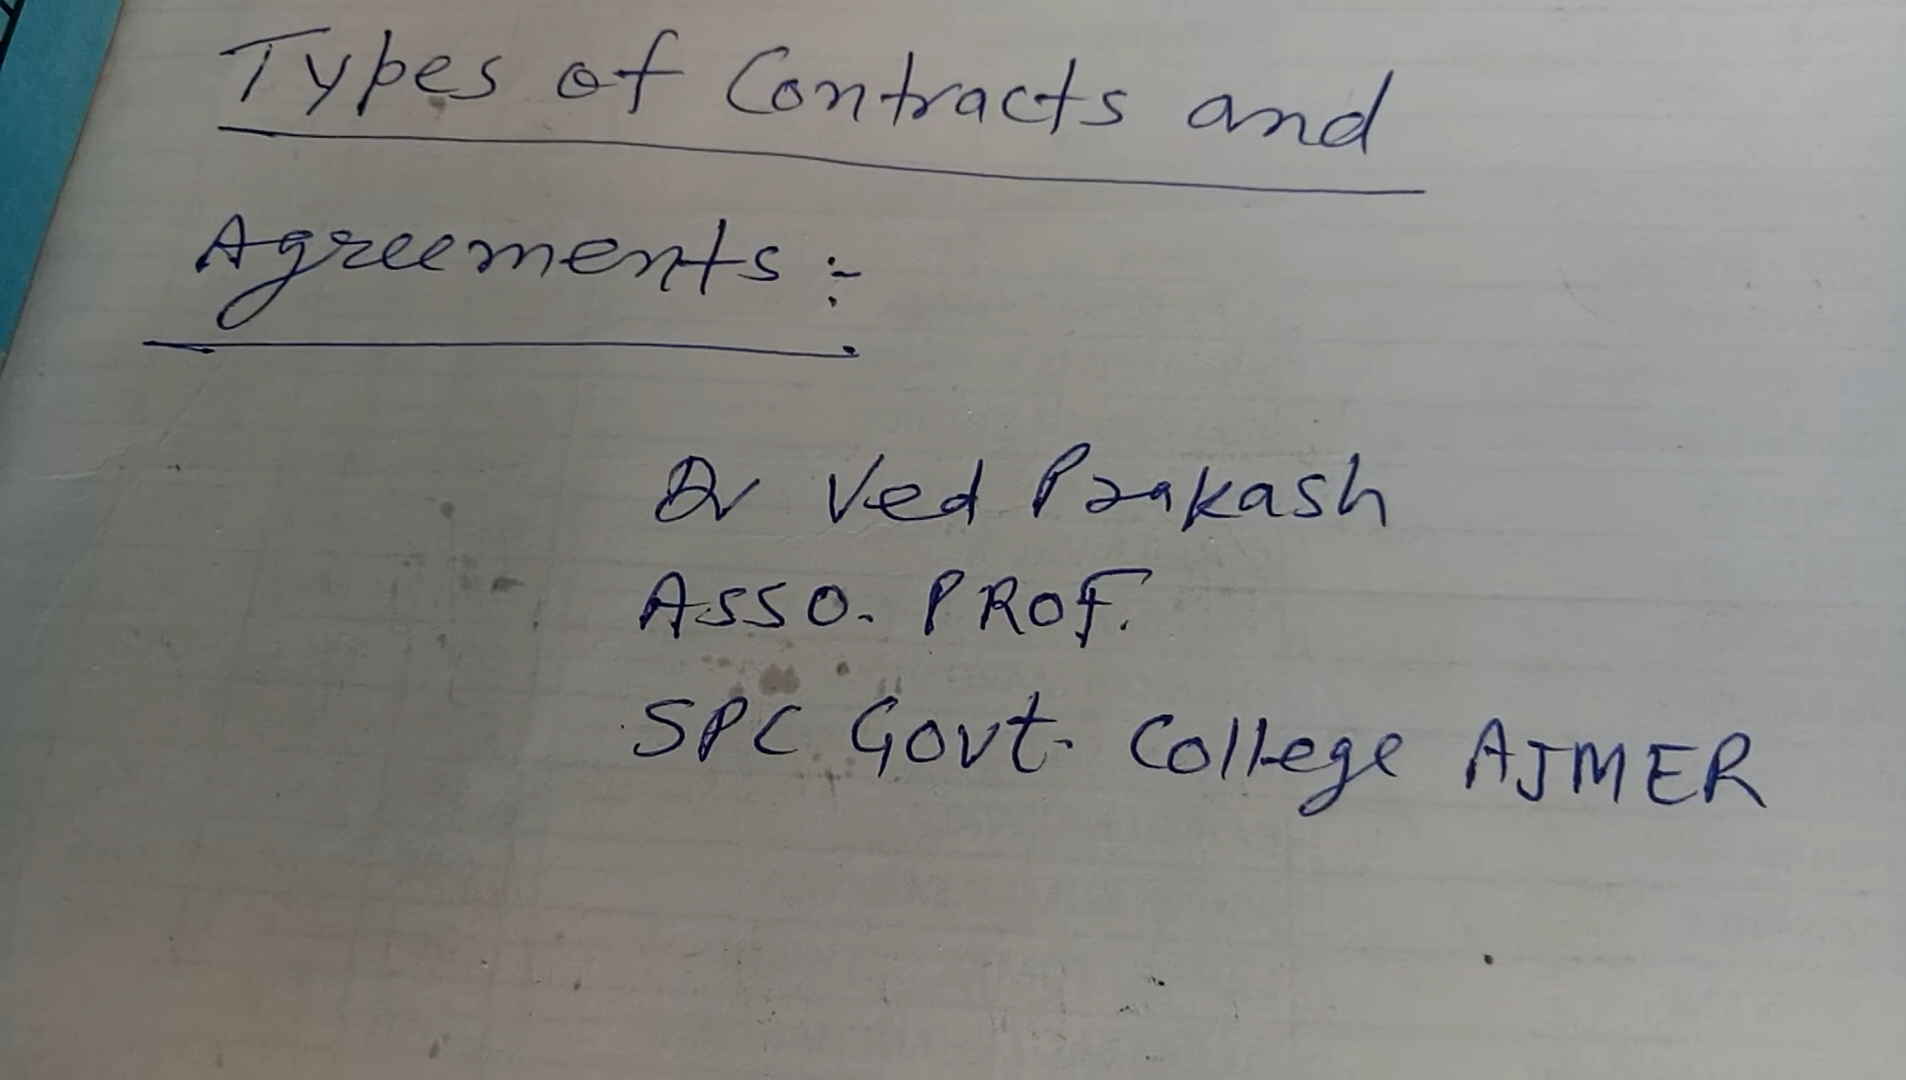 Types of Contracts and
Agreements :-
Dr Ved Prakash
Asso. PROF.
SPC Govt. College AJMER